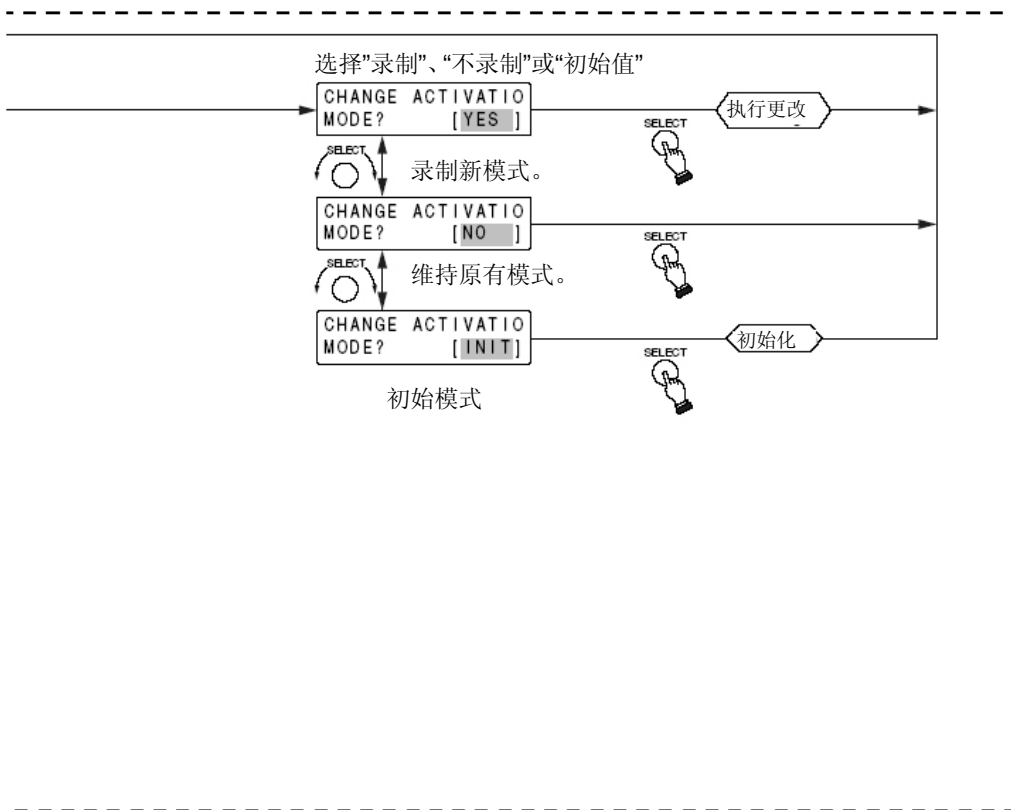 选择”录制”、“不录制”或“初始值”
CHANGE ACTIVATIO
MODE? [YES ]
SELECT
执行更改
SELECT
录制新模式。
CHANGE ACTIVATIO
MODE? [NO ]
SELECT
SELECT
维持原有模式。
CHANGE ACTIVATIO
MODE? [INIT]
SELECT
初始化
初始模式